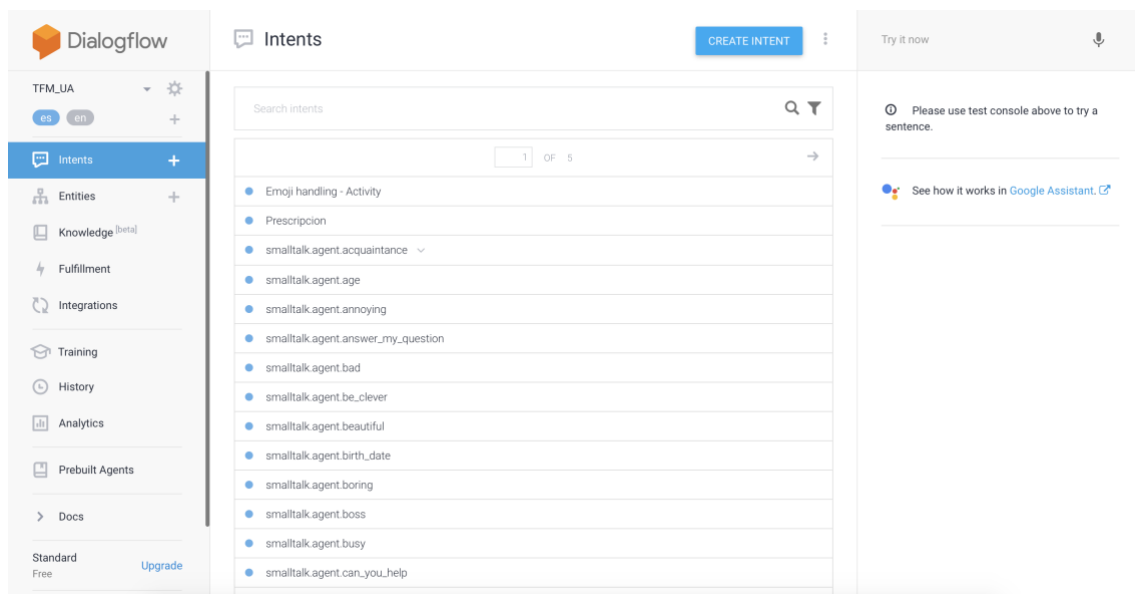 Dialogflow
TFM_UA
es en
Intents
Entities
Knowledge [beta]
Fulfillment
Integrations
Training
History
Analytics
Prebuilt Agents
Docs
Standard
Free
Upgrade
Intents
CREATE INTENT
Search intents
1 OF 5
Emoji handling - Activity
Prescripcion
smalltalk.agent.acquaintance
smalltalk.agent.age
smalltalk.agent.annoying
smalltalk.agent.answer_my_question
smalltalk.agent.bad
smalltalk.agent.be_clever
smalltalk.agent.beautiful
smalltalk.agent.birth_date
smalltalk.agent.boring
smalltalk.agent.boss
smalltalk.agent.busy
smalltalk.agent.can_you_help
Try it now
Please use test console above to try a
sentence.
See how it works in Google Assistant.